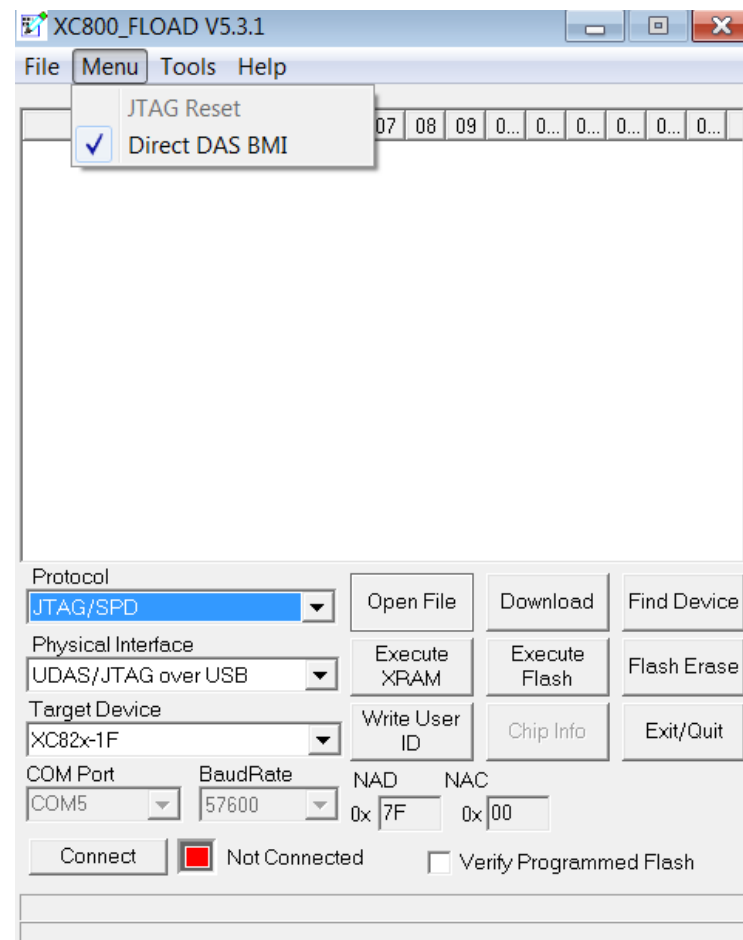 XC800_FLOAD V5.3.1
File Menu Tools Help
JTAG Reset
Direct DAS BMI
07 08 09 0... 0... 0... 0... 0... 0...
Protocol
JTAG/SPD
Open File Download Find Device
Physical Interface
UDAS/JTAG over USB
Execute XRAM
Execute Flash
Flash Erase
Target Device
XC82x-1F
Write User ID
Chip Info
Exit/Quit
COM Port BaudRate NAD NAC
COM5 57600 0x 7F 0x 00
Connect Not Connected Verify Programmed Flash